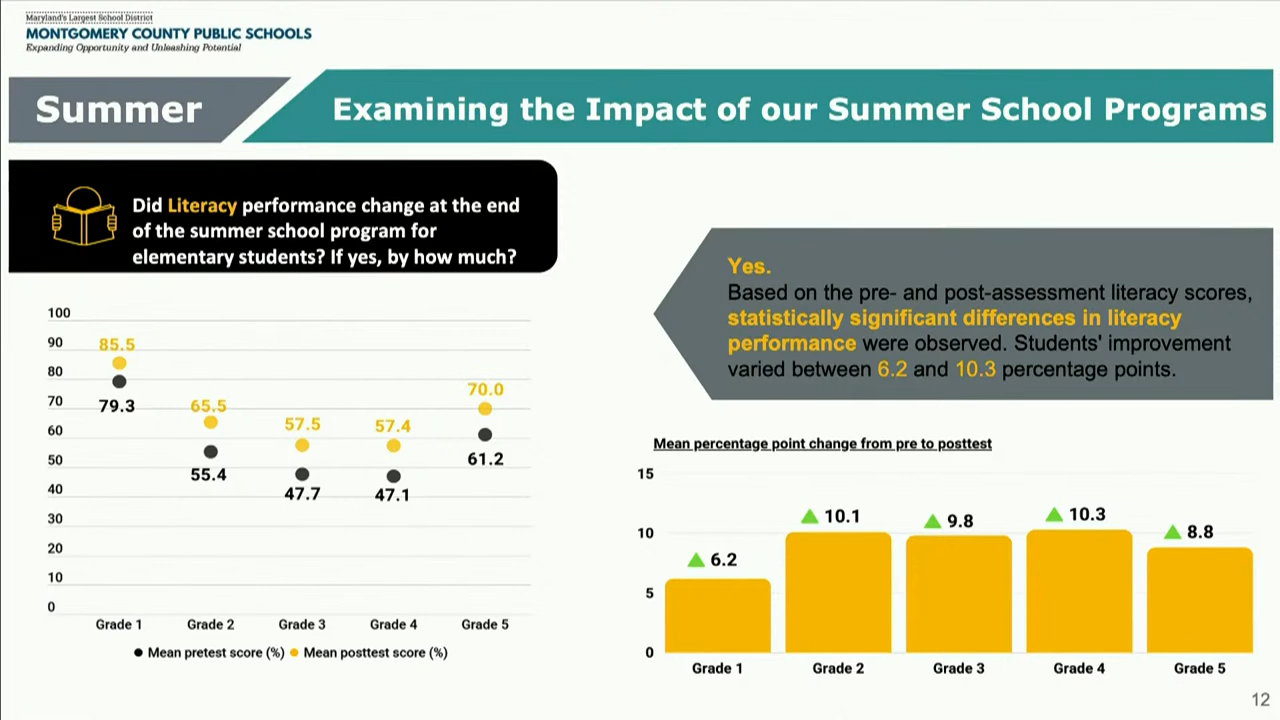 Maryland's Largest School District
MONTGOMERY COUNTY PUBLIC SCHOOLS
Expanding Opportunity and Unleashing Potential
Summer
Examining the Impact of our Summer School Programs
Did Literacy performance change at the end
of the summer school program for
elementary students? If yes, by how much?
Yes.
Based on the pre- and post-assessment literacy scores,
statistically significant differences in literacy
performance were observed. Students' improvement
varied between 6.2 and 10.3 percentage points.
100
90
80
70
60
50
40
30
20
10
0
85.5
79.3
65.5
55.4
57.5
47.7
57.4
47.1
70.0
61.2
Grade 1
Grade 2
Grade 3
Grade 4
Grade 5
Mean pretest score (%)
Mean posttest score (%)
Mean percentage point change from pre to posttest
15
10
5
0
6.2
10.1
9.8
10.3
8.8
Grade 1
Grade 2
Grade 3
Grade 4
Grade 5
12